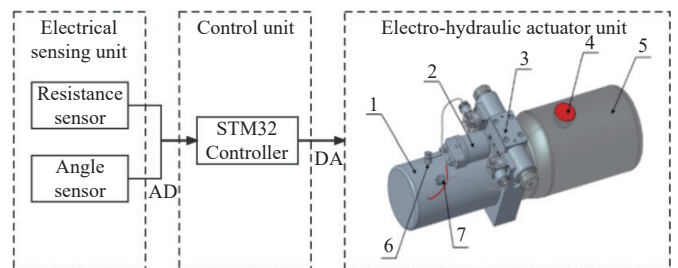 Electrical
sensing unit
Control unit
Electro-hydraulic actuator unit
Resistance
sensor
Angle
sensor
AD
STM32
Controller
DA
1
2
3
4
5
6
7